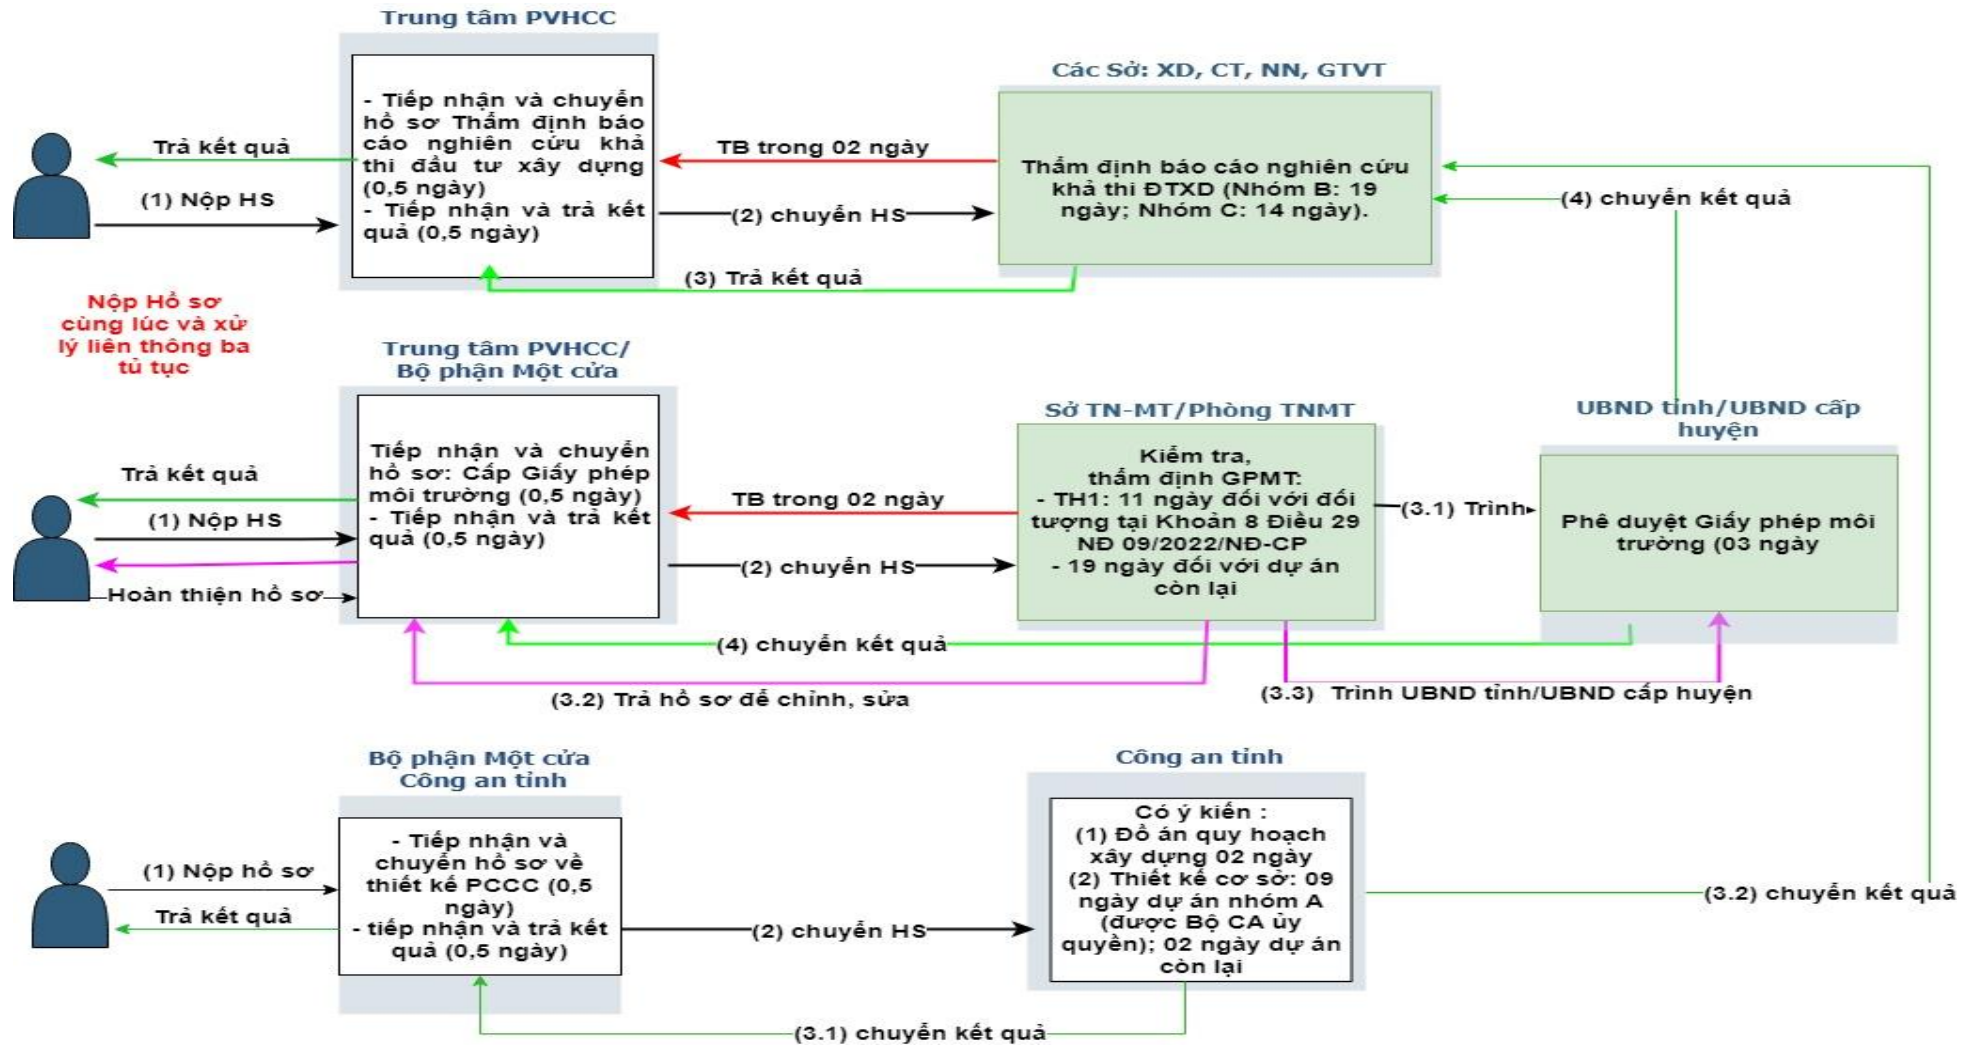 Trung tâm PVHCC
- Tiếp nhận và chuyển
hồ sơ Thẩm định báo
cáo nghiên cứu khả
thi đầu tư xây dựng
(0,5 ngày)
- Tiếp nhận và trả kết
quả (0,5 ngày)
Trả kết quả
(1) Nộp HS
TB trong 02 ngày
(2) chuyển HS
(3) Trả kết quả
Các Sở: XD, CT, NN, GTVT
Thẩm định báo cáo nghiên cứu
khả thi ĐTXD (Nhóm B: 19
ngày; Nhóm C: 14 ngày).
(4) chuyển kết quả
Nộp Hồ sơ
cùng lúc và xử
lý liên thông ba
tủ tục
Trung tâm PVHCC/
Bộ phận Một cửa
Tiếp nhận và chuyển
hồ sơ: Cấp Giấy phép
môi trường (0,5 ngày)
- Tiếp nhận và trả kết
quả (0,5 ngày)
Trả kết quả
(1) Nộp HS
Hoàn thiện hồ sơ
TB trong 02 ngày
(2) chuyển HS
(4) chuyển kết quả
(3.2) Trả hồ sơ để chỉnh, sửa
Sở TN-MT/Phòng TNMT
Kiểm tra,
thẩm định GPMT:
- TH1: 11 ngày đối với đối
tượng tại Khoản 8 Điều 29
NĐ 09/2022/NĐ-CP
- 19 ngày đối với dự án
còn lại
(3.1) Trình
(3.3) Trình UBND tỉnh/UBND cấp huyện
UBND tỉnh/UBND cấp
huyện
Phê duyệt Giấy phép môi
trường (03 ngày
Bộ phận Một cửa
Công an tỉnh
- Tiếp nhận và
chuyển hồ sơ về
thiết kế PCCC (0,5
ngày)
- tiếp nhận và trả kết
quả (0,5 ngày)
(1) Nộp hồ sơ
Trả kết quả
(2) chuyển HS
(3.1) chuyển kết quả
Công an tỉnh
Có ý kiến :
(1) Đồ án quy hoạch
xây dựng 02 ngày
(2) Thiết kế cơ sở: 09
ngày dự án nhóm A
(được Bộ CA ủy
quyền); 02 ngày dự án
còn lại
(3.2) chuyển kết quả